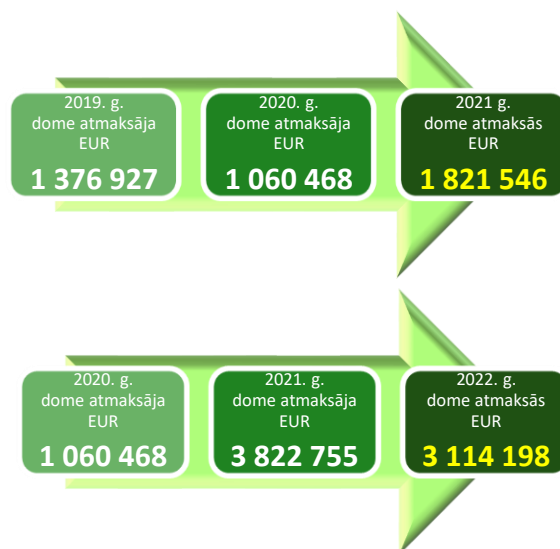 2019. g.
dome atmaksāja
EUR
1 376 927
2020. g.
dome atmaksāja
EUR
1 060 468
2021 g.
dome atmaksās
EUR
1 821 546
2020. g.
dome atmaksāja
EUR
1 060 468
2021. g.
dome atmaksāja
EUR
3 822 755
2022. g.
dome atmaksās
EUR
3 114 198